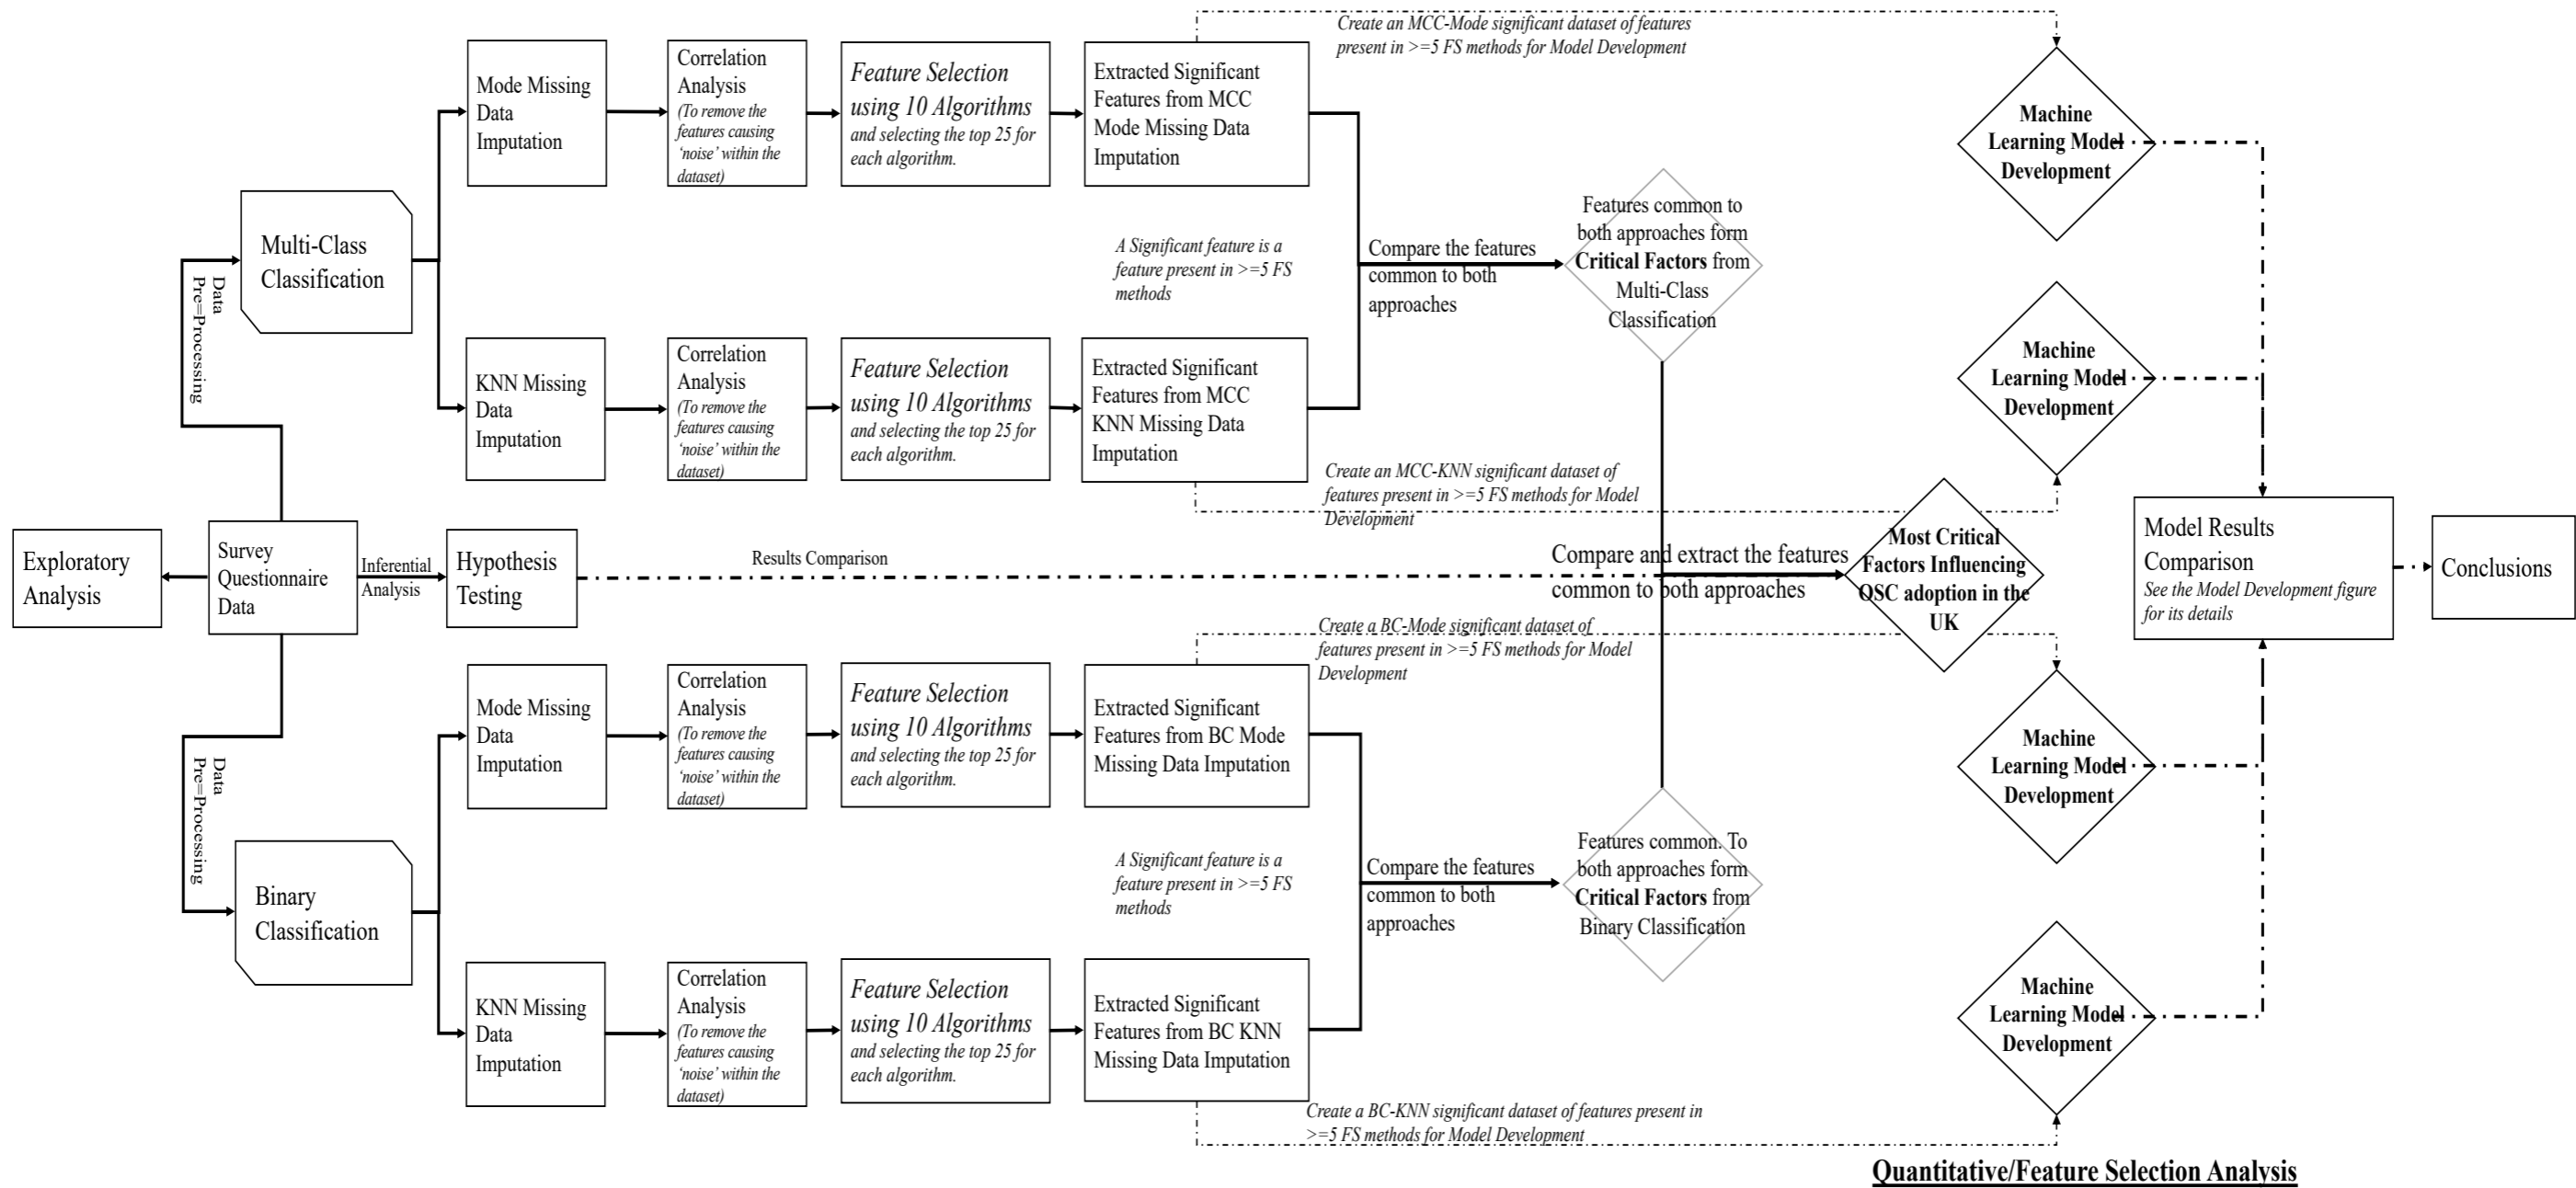 Create an MCC-Mode significant dataset of features
present in >=5 FS methods for Model Development
Mode Missing
Data
Imputation
Correlation
Analysis
(To remove the
features causing
‘noise’ within the
dataset)
Feature Selection
using 10 Algorithms
and selecting the top 25 for
each algorithm.
Extracted Significant
Features from MCC
Mode Missing Data
Imputation
Machine
Learning Model
Development
Multi-Class
Classification
Data
Pre=Processing
A Significant feature is a
feature present in >=5 FS
methods
Compare the features
common to both
approaches
Features common to
both approaches form
Critical Factors from
Multi-Class
Classification
KNN Missing
Data
Imputation
Correlation
Analysis
(To remove the
features causing
‘noise’ within the
dataset)
Feature Selection
using 10 Algorithms
and selecting the top 25 for
each algorithm.
Extracted Significant
Features from MCC
KNN Missing Data
Imputation
Machine
Learning Model
Development
Create an MCC-KNN significant dataset of
features present in >=5 FS methods for Model
Development
Exploratory
Analysis
Survey
Questionnaire
Data
Inferential
Analysis
Hypothesis
Testing
Results Comparison
Compare and extract the features
common to both approaches
Most Critical
Factors Influencing
OSC adoption in the
UK
Model Results
Comparison
See the Model Development figure
for its details
Conclusions
Create a BC-Mode significant dataset of
features present in >=5 FS methods for Model
Development
Mode Missing
Data
Imputation
Correlation
Analysis
(To remove the
features causing
‘noise’ within the
dataset)
Feature Selection
using 10 Algorithms
and selecting the top 25 for
each algorithm.
Extracted Significant
Features from BC Mode
Missing Data Imputation
Machine
Learning Model
Development
Data
Pre=Processing
Binary
Classification
A Significant feature is a
feature present in >=5 FS
methods
Compare the features
common to both
approaches
Features common. To
both approaches form
Critical Factors from
Binary Classification
KNN Missing
Data
Imputation
Correlation
Analysis
(To remove the
features causing
‘noise’ within the
dataset)
Feature Selection
using 10 Algorithms
and selecting the top 25 for
each algorithm.
Extracted Significant
Features from BC KNN
Missing Data Imputation
Machine
Learning Model
Development
Create a BC-KNN significant dataset of features present in
>=5 FS methods for Model Development
Quantitative/Feature Selection Analysis